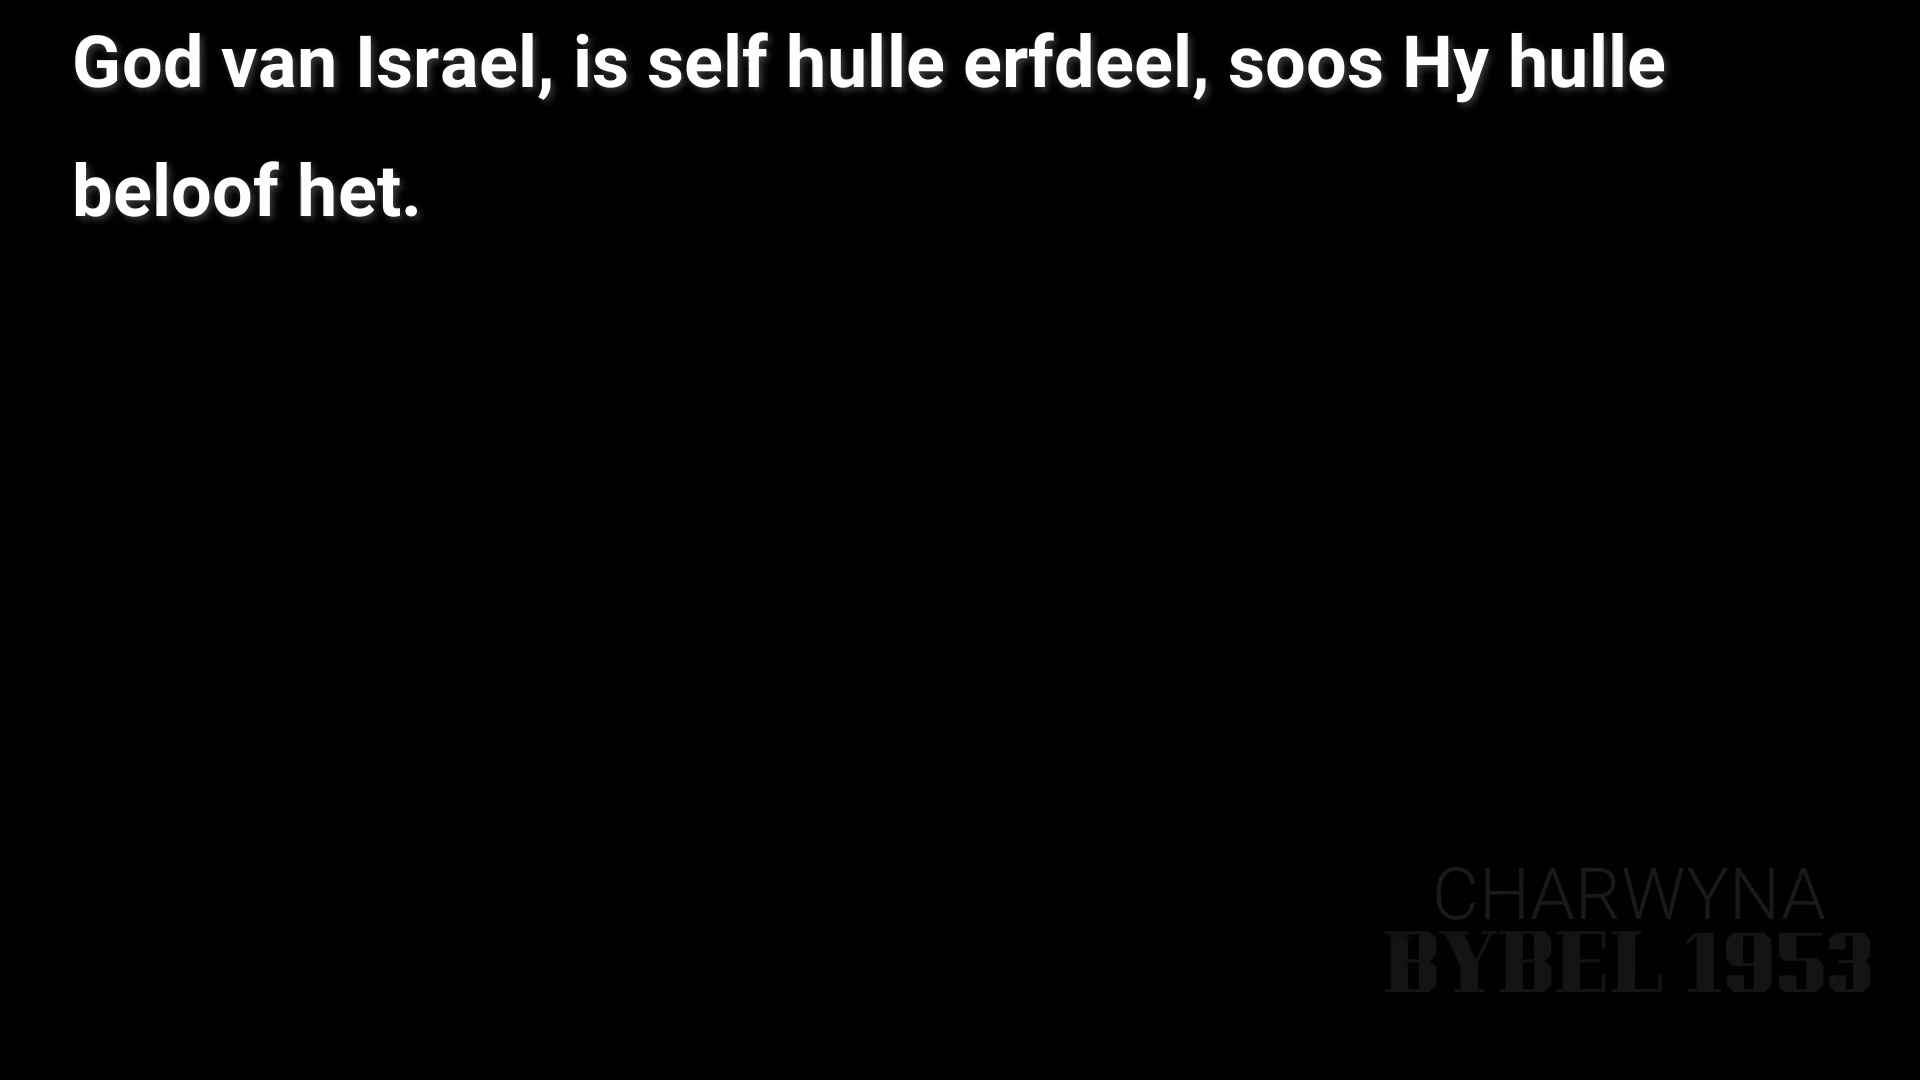 God van Israel, is self hulle erfdeel, soos Hy hulle
beloof het.
CHARWYNA
BYBEL 1953